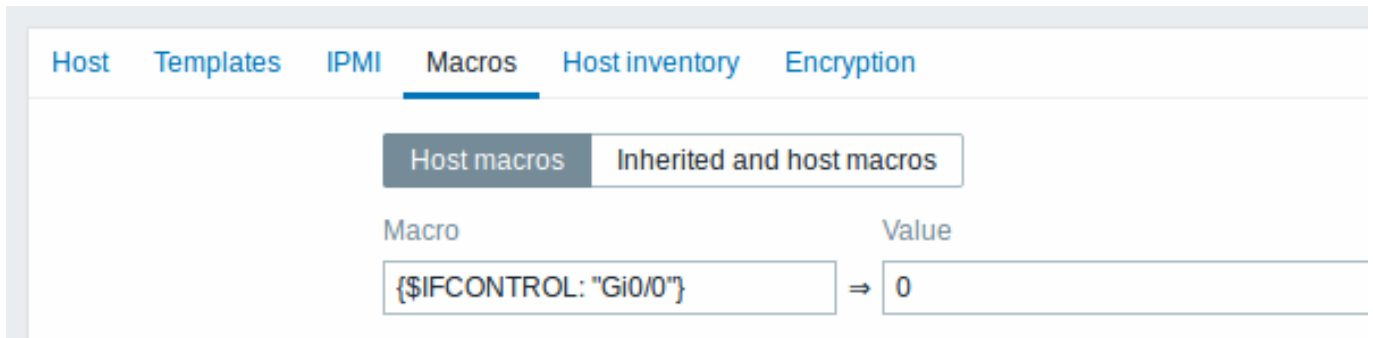 Host Templates IPMI Macros Host inventory Encryption
Host macros Inherited and host macros
Macro Value
{$IFCONTROL: "Gi0/0"} ⇒ 0